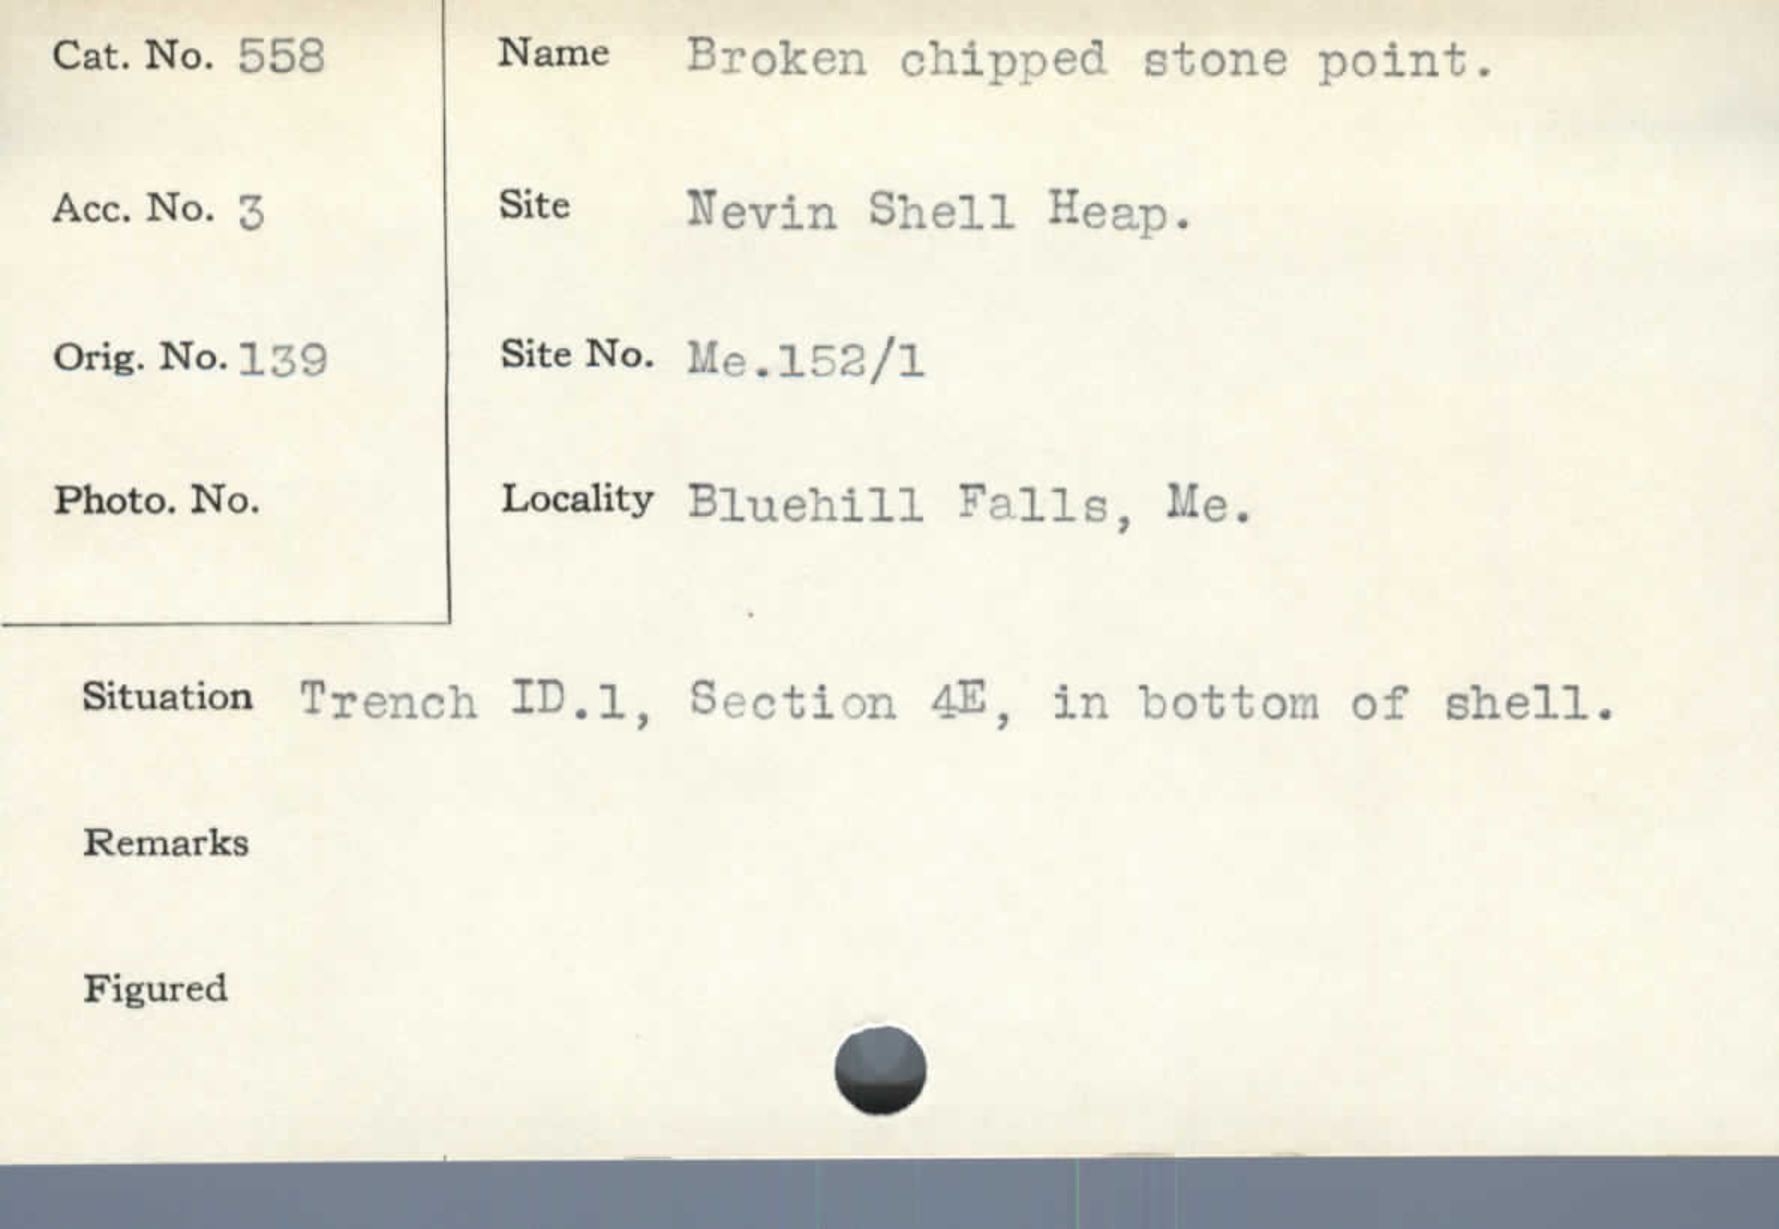 Cat. No. 558
Name Broken chipped stone point.
Acc. No. 3
Site Nevin Shell Heap.
Orig. No. 139
Site No. Me.152/1
Photo. No.
Locality Bluehill Falls, Me.
Situation Trench ID.1, Section 4E, in bottom of shell.
Remarks
Figured